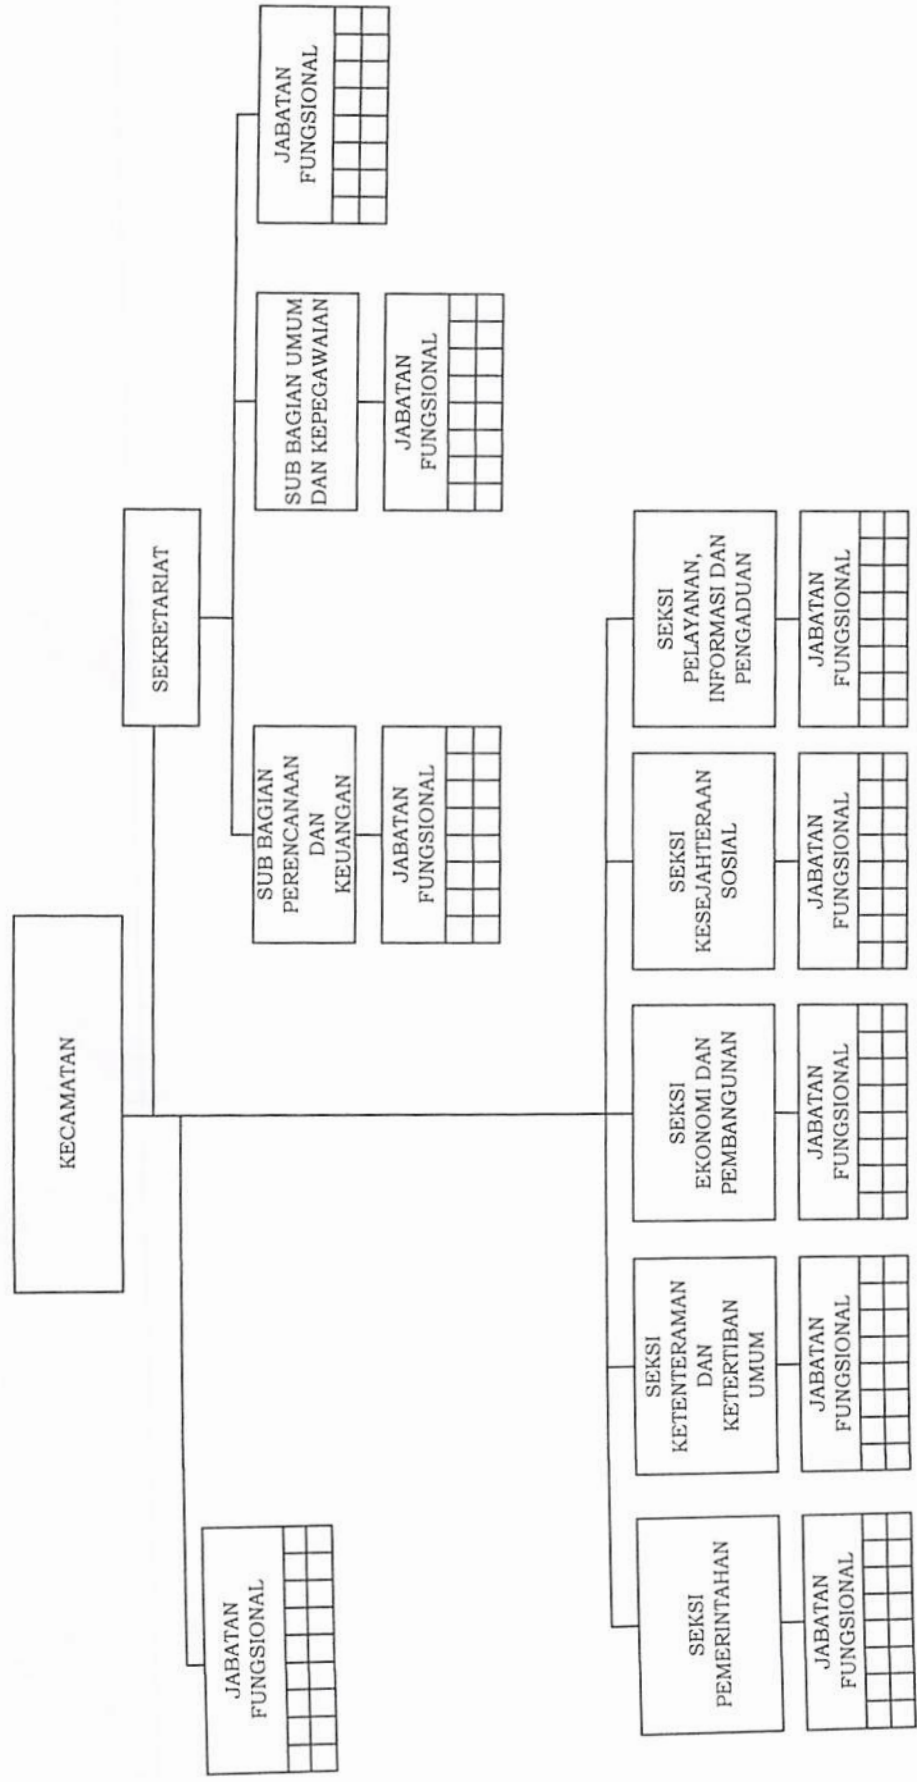 KECAMATAN
SEKRETARIAT
JABATAN
FUNGSIONAL
SUB BAGIAN
PERENCANAAN
DAN
KEUANGAN
SUB BAGIAN UMUM
DAN KEPEGAWAIAN
JABATAN
FUNGSIONAL
JABATAN
FUNGSIONAL
JABATAN
FUNGSIONAL
SEKSI
PEMERINTAHAN
SEKSI
KETENTERAMAN
DAN
KETERTIBAN
UMUM
SEKSI
EKONOMI DAN
PEMBANGUNAN
SEKSI
KESEJAHTERAAN
SOSIAL
SEKSI
PELAYANAN,
INFORMASI DAN
PENGADUAN
JABATAN
FUNGSIONAL
JABATAN
FUNGSIONAL
JABATAN
FUNGSIONAL
JABATAN
FUNGSIONAL
JABATAN
FUNGSIONAL